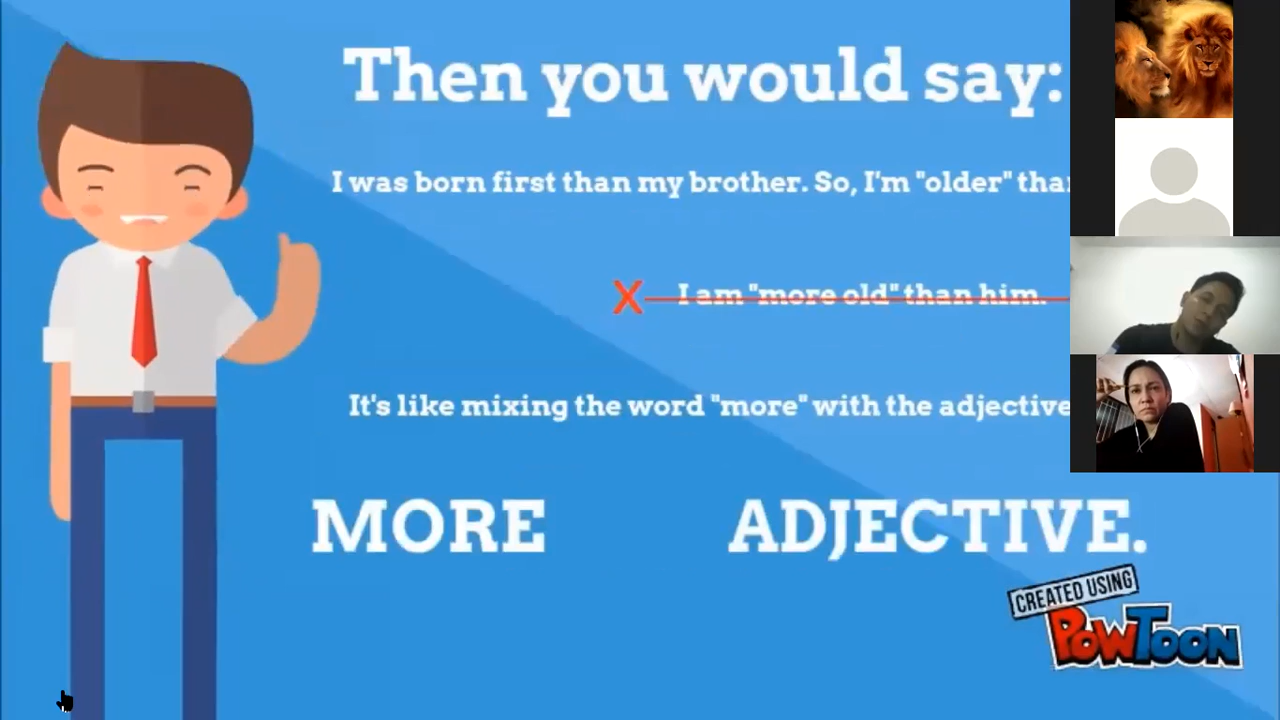 Then you would say:
I was born first than my brother. So, I'm "older" than
X I am "more old" than him.
It's like mixing the word "more" with the adjective
MORE ADJECTIVE.
CREATED USING
POWTOON